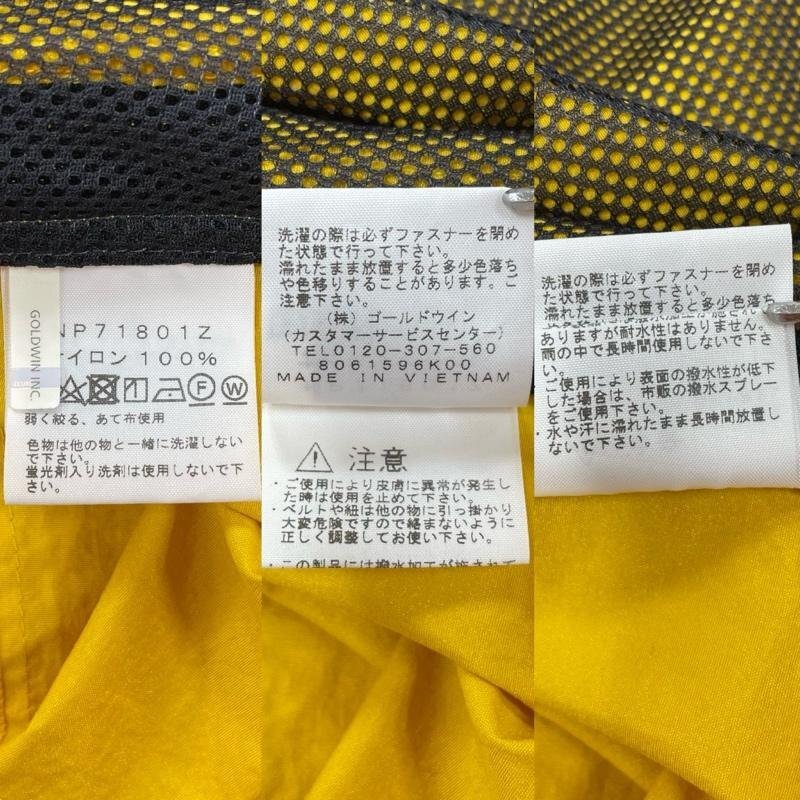 GOLDWIN INC.
NP71801Z
ナイロン 100%
弱く絞る、あて布使用
色物は他の物と一緒に洗濯しない
で下さい。
蛍光剤入り洗剤は使用しないで下
さい。
洗濯の際は必ずファスナーを閉め
た状態で行って下さい。
濡れたまま放置すると多少色落ち
や色移りすることがあります。ご
注意下さい。
(株) ゴールドウイン
(カスタマーサービスセンター)
TEL0120-307-560
8061596K00
MADE IN VIETNAM
注意
・ご使用により皮膚に異常が発生し
た時は使用を止めて下さい。
・ベルトや紐は他の物に引っ掛かり
大変危険ですので絡まないように
正しく調整してお使い下さい。
・この製品には撥水加工が施されて
洗濯の際は必ずファスナーを閉め
た状態で行って下さい。
濡れたまま放置すると多少色落ち
ありますが耐水性はありません。
雨の中で長時間使用しないで下さ
い。
・ご使用により表面の撥水性が低下
した場合は、市販の撥水スプレー
をご使用下さい。
・水や汗に濡れたまま長時間放置し
ないで下さい。